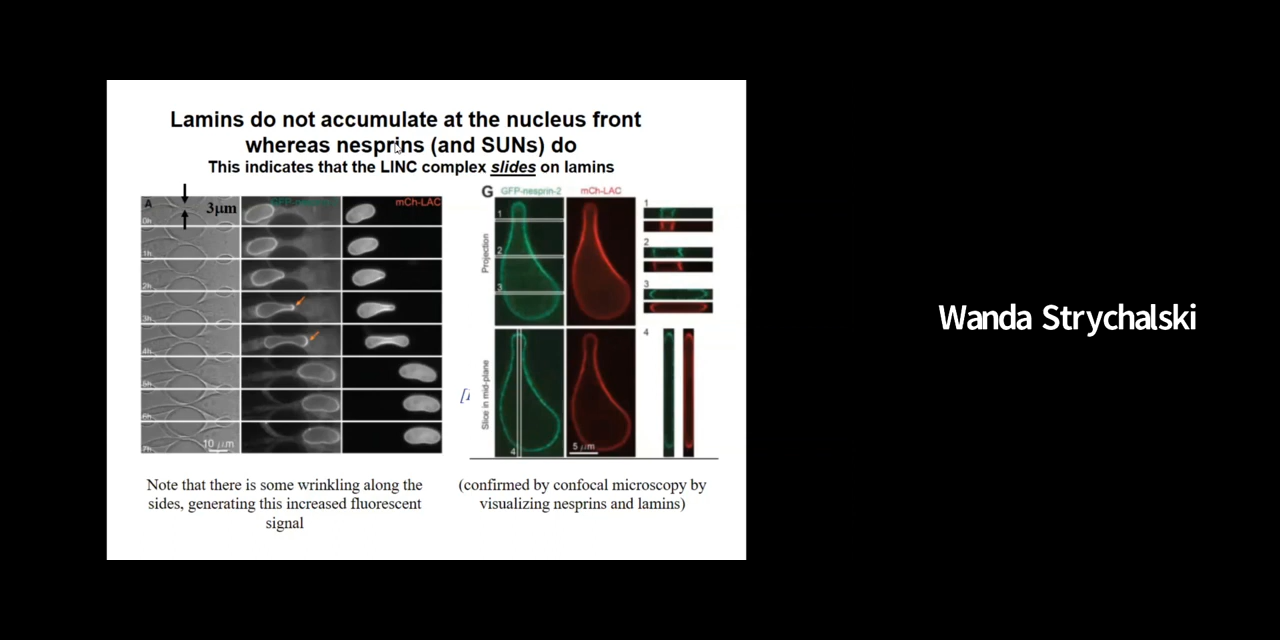 Lamins do not accumulate at the nucleus front
whereas nesprins (and SUNs) do
This indicates that the LINC complex slides on lamins
A
3μm
mCh-LAC
0h
1h
2h
3h
4h
5h
6h
7h
10 μm
G
GFP-nesprin-2
mCh-LAC
Projection
1
2
3
Slice in mid-plane
4
5 μm
1
2
3
4
Note that there is some wrinkling along the
sides, generating this increased fluorescent
signal
(confirmed by confocal microscopy by
visualizing nesprins and lamins)
Wanda Strychalski